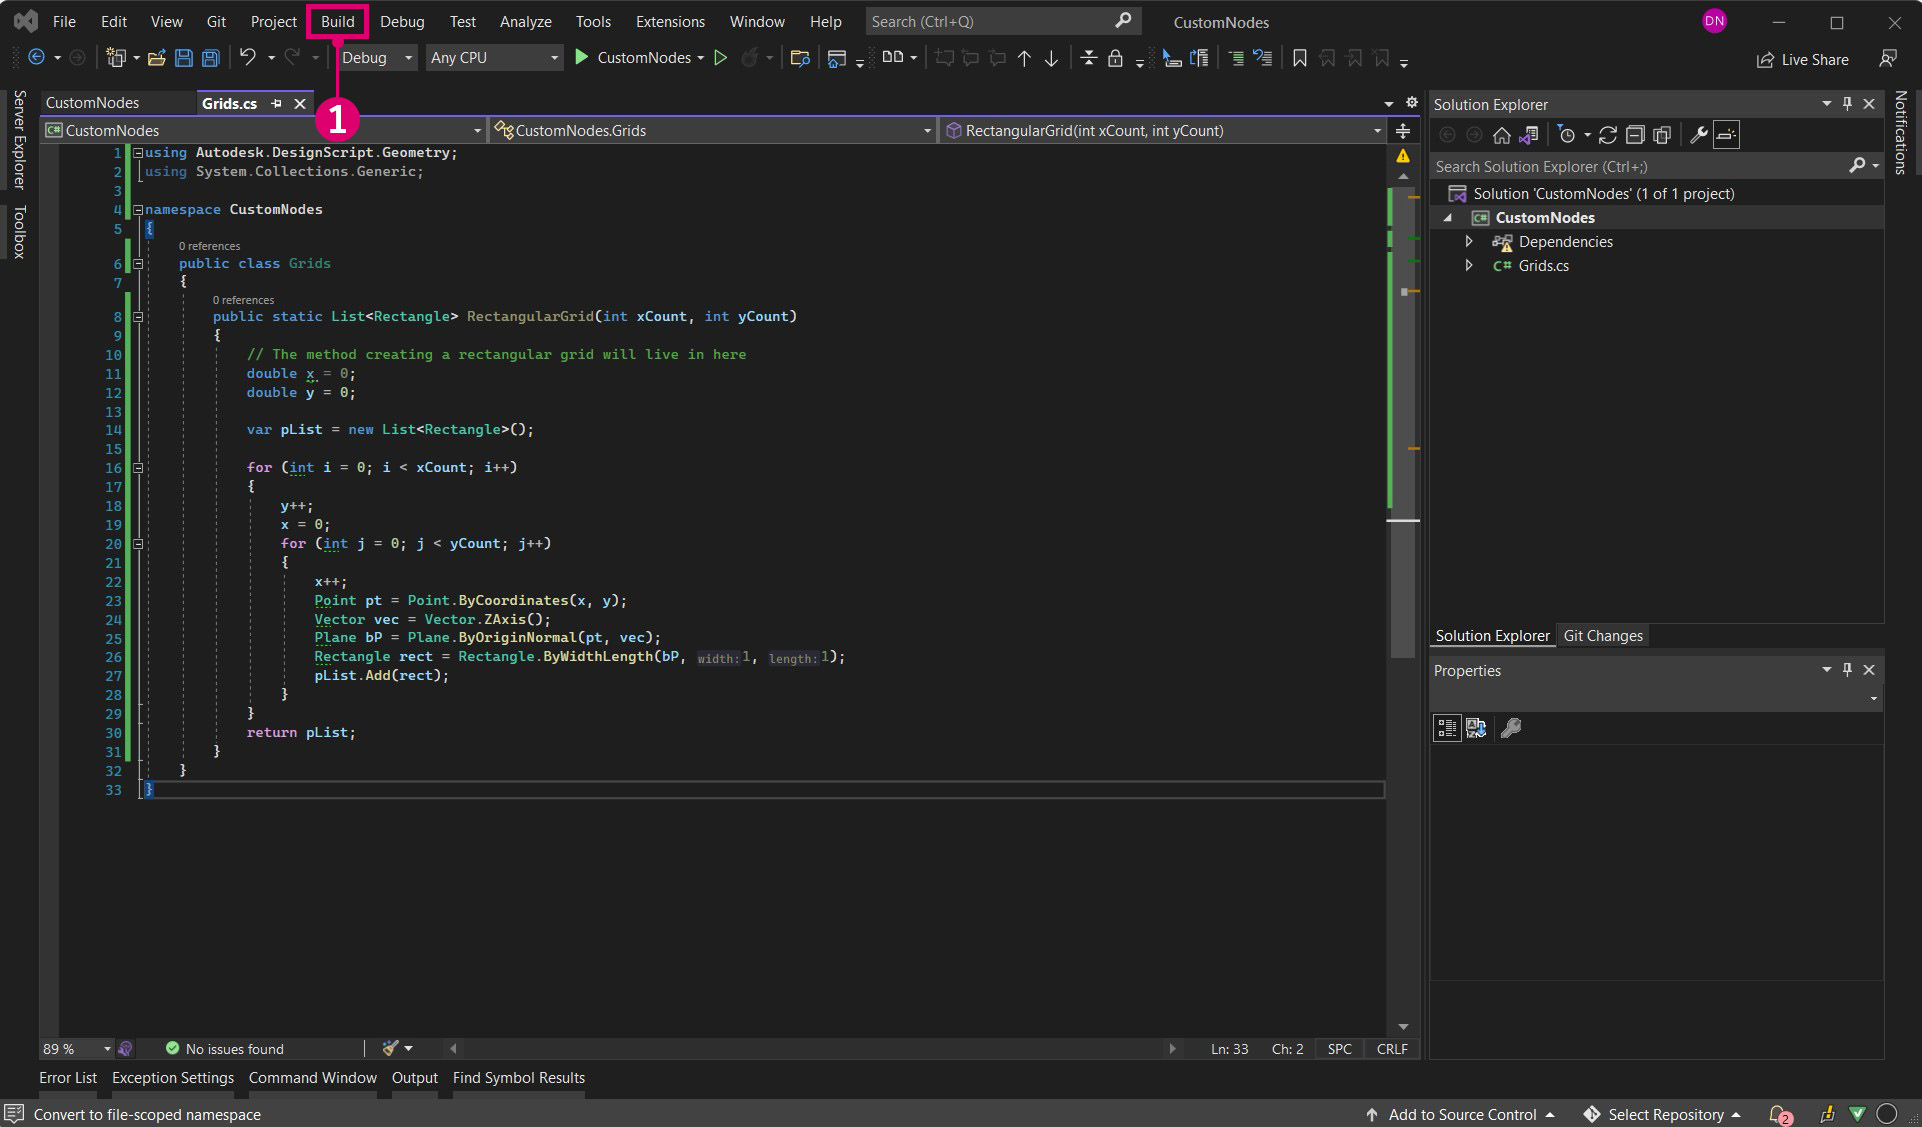 File Edit View Git Project Build Debug Test Analyze Tools Extensions Window Help Search (Ctrl+Q) CustomNodes DN
Debug Any CPU CustomNodes Live Share
1
Server Explorer
Toolbox
CustomNodes Grids.cs
C# CustomNodes CustomNodes.Grids RectangularGrid(int xCount, int yCount)
1 using Autodesk.DesignScript.Geometry;
2 using System.Collections.Generic;
3
4 namespace CustomNodes
5 {
0 references
6 public class Grids
7 {
0 references
8 public static List<Rectangle> RectangularGrid(int xCount, int yCount)
9 {
10 // The method creating a rectangular grid will live in here
11 double x = 0;
12 double y = 0;
13
14 var pList = new List<Rectangle>();
15
16 for (int i = 0; i < xCount; i++)
17 {
18 y++;
19 x = 0;
20 for (int j = 0; j < yCount; j++)
21 {
22 x++;
23 Point pt = Point.ByCoordinates(x, y);
24 Vector vec = Vector.ZAxis();
25 Plane bP = Plane.ByOriginNormal(pt, vec);
26 Rectangle rect = Rectangle.ByWidthLength(bP, width:1, length:1);
27 pList.Add(rect);
28 }
29 }
30 return pList;
31 }
32 }
33 }
89 % No issues found Ln: 33 Ch: 2 SPC CRLF
Solution Explorer
Search Solution Explorer (Ctrl+;)
Solution 'CustomNodes' (1 of 1 project)
C# CustomNodes
Dependencies
C# Grids.cs
Solution Explorer Git Changes
Properties
Notifications
Error List Exception Settings Command Window Output Find Symbol Results
Convert to file-scoped namespace Add to Source Control Select Repository 2